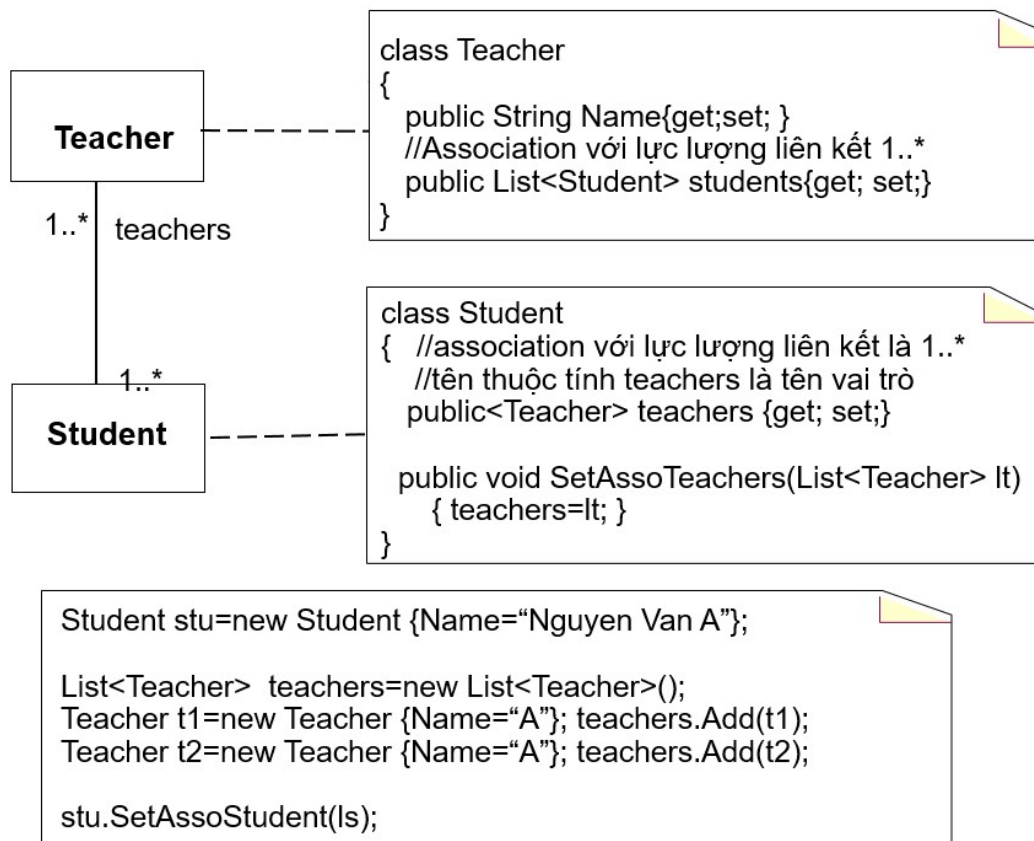 Teacher
1..* teachers
1..*
Student
class Teacher
{
public String Name{get;set; }
//Association với lực lượng liên kết 1..*
public List<Student> students{get; set;}
}
class Student
{ //association với lực lượng liên kết là 1..*
//tên thuộc tính teachers là tên vai trò
public<Teacher> teachers {get; set;}
public void SetAssoTeachers(List<Teacher> lt)
{ teachers=lt; }
}
Student stu=new Student {Name=“Nguyen Van A”};
List<Teacher> teachers=new List<Teacher>();
Teacher t1=new Teacher {Name=“A”}; teachers.Add(t1);
Teacher t2=new Teacher {Name=“A”}; teachers.Add(t2);
stu.SetAssoStudent(ls);